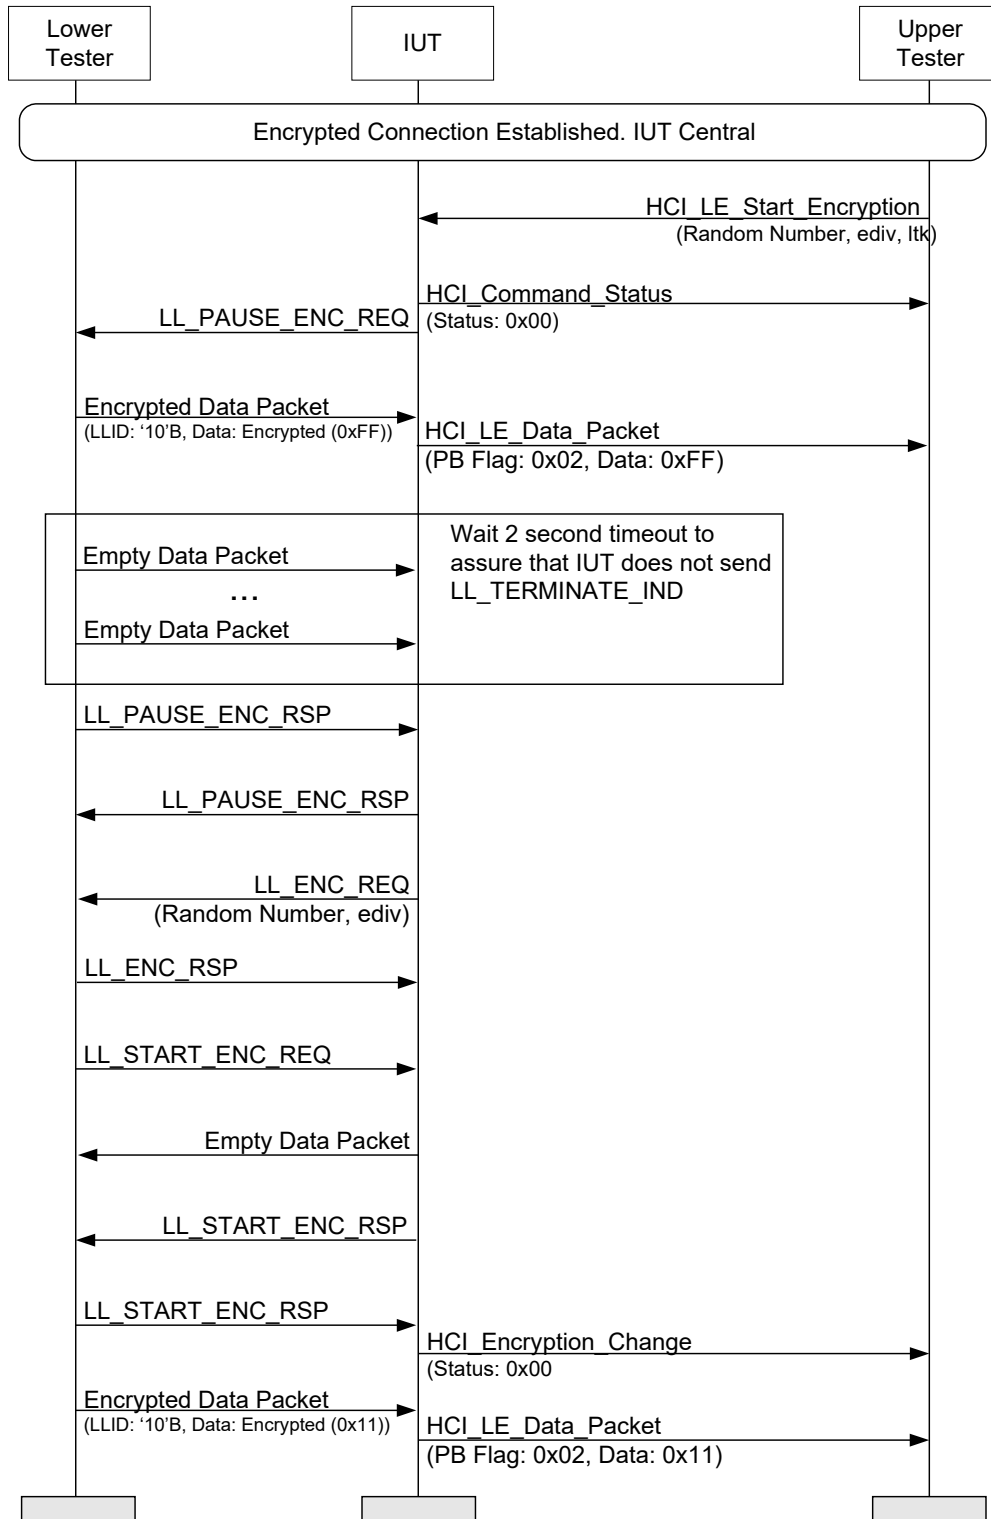 Lower
Tester
IUT
Upper
Tester
Encrypted Connection Established. IUT Central
HCI_LE_Start_Encryption
(Random Number, ediv, ltk)
HCI_Command_Status
(Status: 0x00)
LL_PAUSE_ENC_REQ
Encrypted Data Packet
(LLID: ‘10’B, Data: Encrypted (0xFF))
HCI_LE_Data_Packet
(PB Flag: 0x02, Data: 0xFF)
Wait 2 second timeout to
assure that IUT does not send
LL_TERMINATE_IND
Empty Data Packet
...
Empty Data Packet
LL_PAUSE_ENC_RSP
LL_PAUSE_ENC_RSP
LL_ENC_REQ
(Random Number, ediv)
LL_ENC_RSP
LL_START_ENC_REQ
Empty Data Packet
LL_START_ENC_RSP
LL_START_ENC_RSP
HCI_Encryption_Change
(Status: 0x00
Encrypted Data Packet
(LLID: ‘10’B, Data: Encrypted (0x11))
HCI_LE_Data_Packet
(PB Flag: 0x02, Data: 0x11)